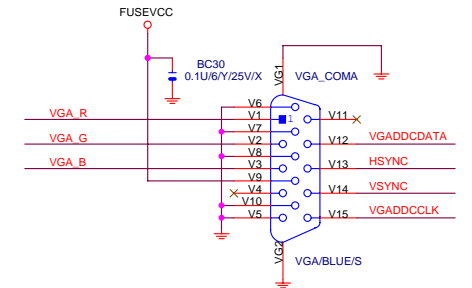 FUSEVCC
BC30
0.1U/6/Y/25V/X
VG1
VGA_COMA
V6
VGA_R
V1
1
V11
V7
VGA_G
V2
V12
VGADDCDATA
V8
VGA_B
V3
V13
HSYNC
V9
V4
V14
VSYNC
V10
V5
V15
VGADDCCLK
VG2
VGA/BLUE/S